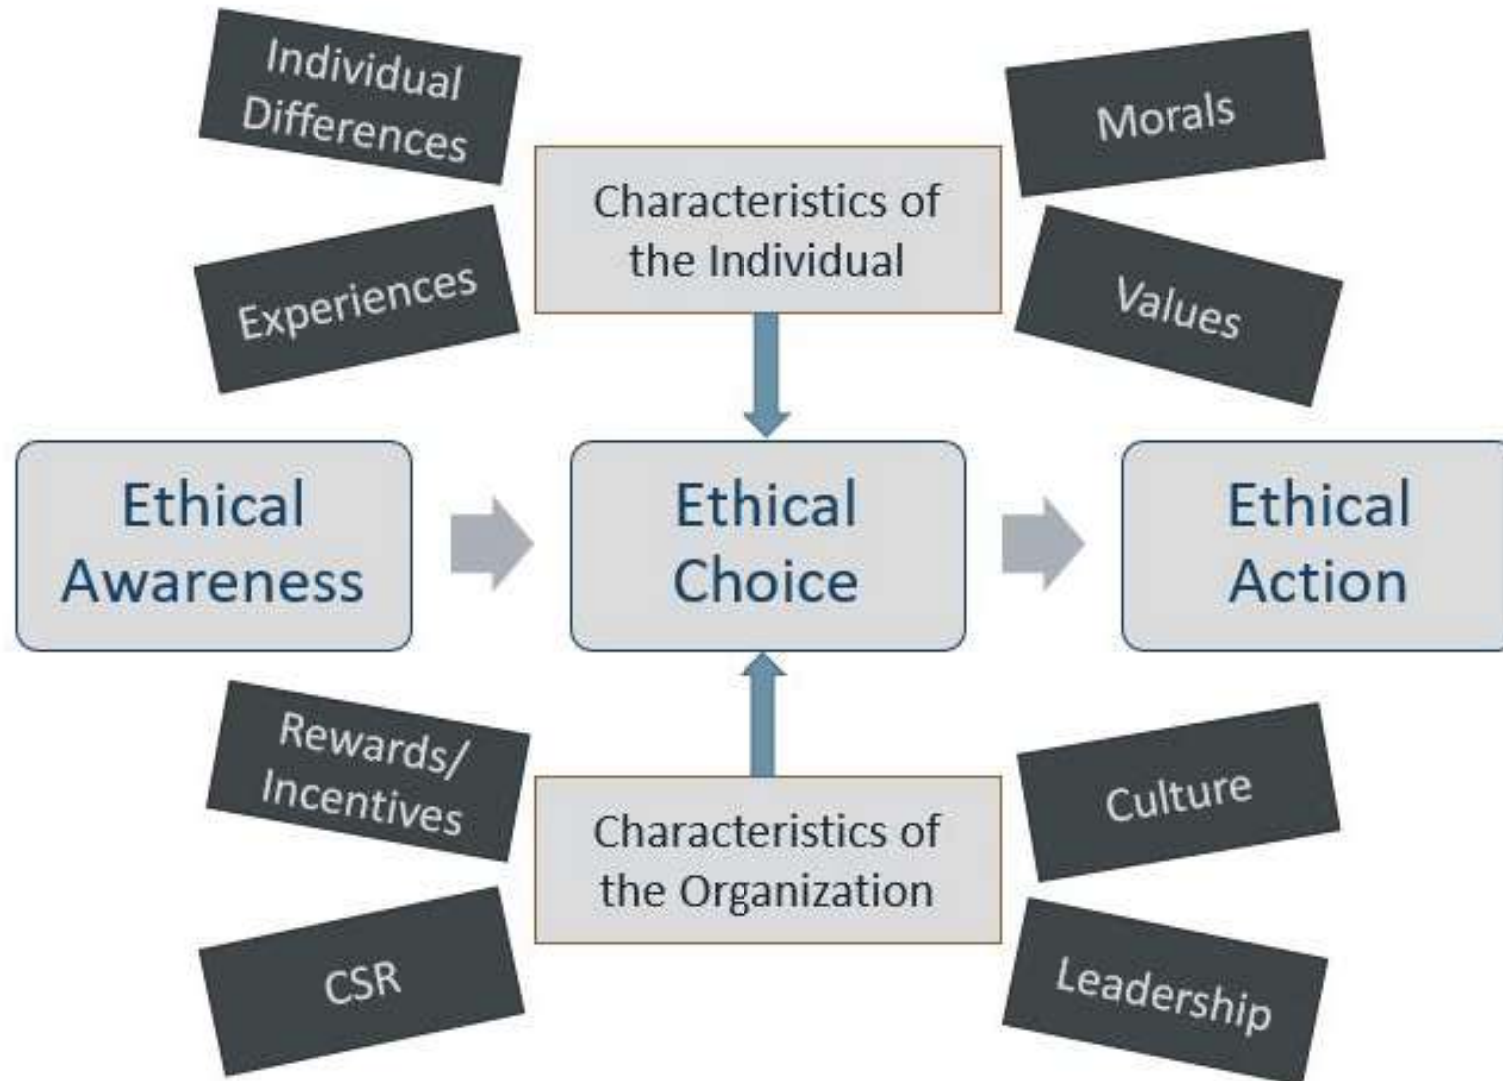 Individual
Differences
Morals
Characteristics of
the Individual
Experiences
Values
Ethical
Awareness
Ethical
Choice
Ethical
Action
Rewards/
Incentives
Culture
Characteristics of
the Organization
CSR
Leadership